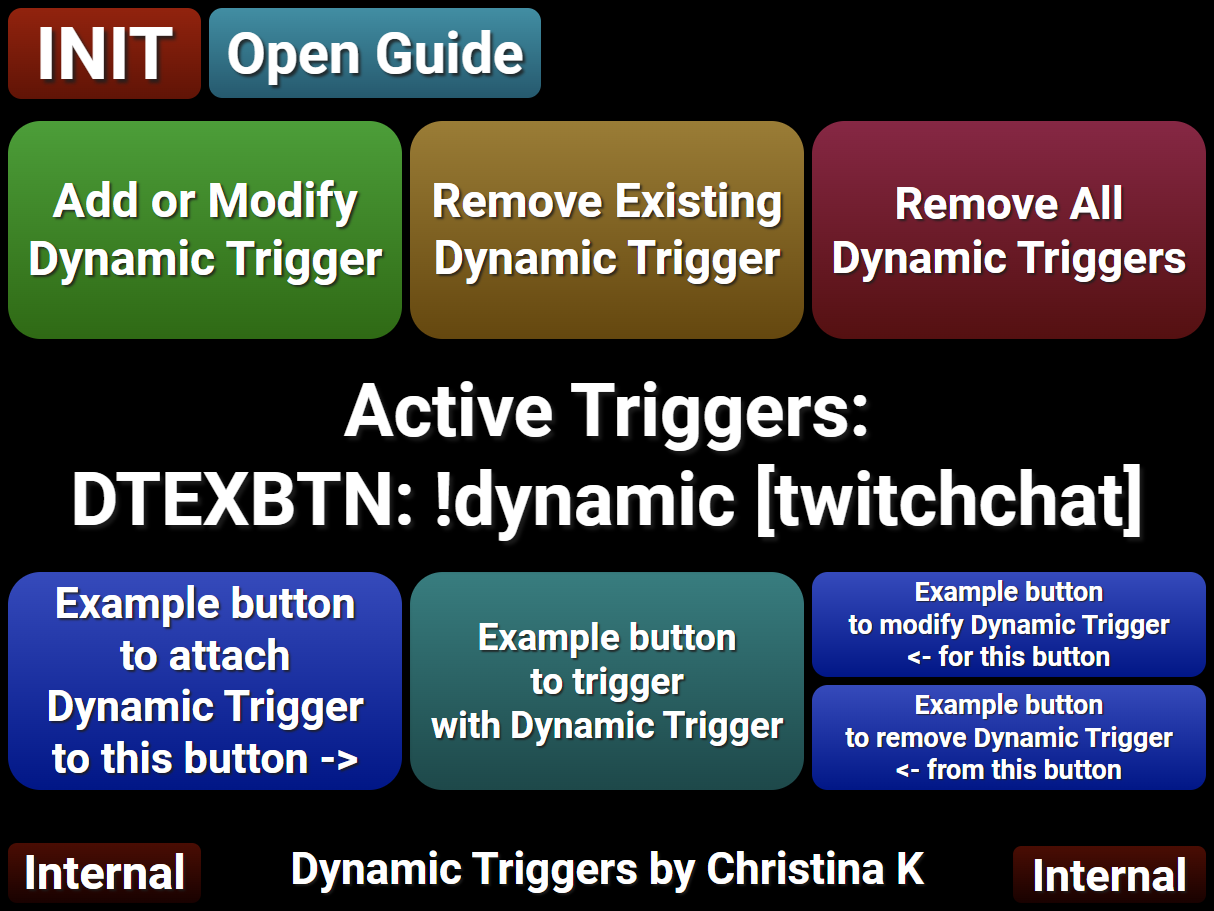 INIT
Open Guide
Add or Modify
Dynamic Trigger
Remove Existing
Dynamic Trigger
Remove All
Dynamic Triggers
Active Triggers:
DTEXBTN: !dynamic [twitchchat]
Example button
to attach
Dynamic Trigger
to this button ->
Example button
to trigger
with Dynamic Trigger
Example button
to modify Dynamic Trigger
<- for this button
Example button
to remove Dynamic Trigger
<- from this button
Internal
Dynamic Triggers by Christina K
Internal